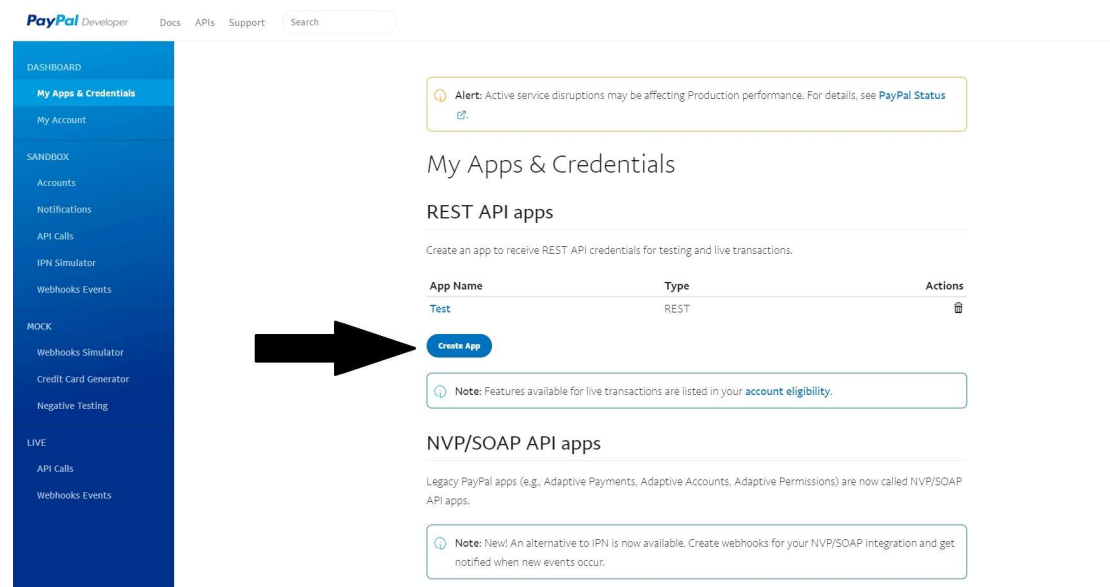 PayPal Developer Docs APIs Support Search
DASHBOARD
My Apps & Credentials
My Account
SANDBOX
Accounts
Notifications
API Calls
IPN Simulator
Webhooks Events
MOCK
Webhooks Simulator
Credit Card Generator
Negative Testing
LIVE
API Calls
Webhooks Events
Alert: Active service disruptions may be affecting Production performance. For details, see PayPal Status
.
My Apps & Credentials
REST API apps
Create an app to receive REST API credentials for testing and live transactions.
App Name Type Actions
Test REST
Create App
Note: Features available for live transactions are listed in your account eligibility.
NVP/SOAP API apps
Legacy PayPal apps (e.g., Adaptive Payments, Adaptive Accounts, Adaptive Permissions) are now called NVP/SOAP
API apps.
Note: New! An alternative to IPN is now available. Create webhooks for your NVP/SOAP integration and get
notified when new events occur.